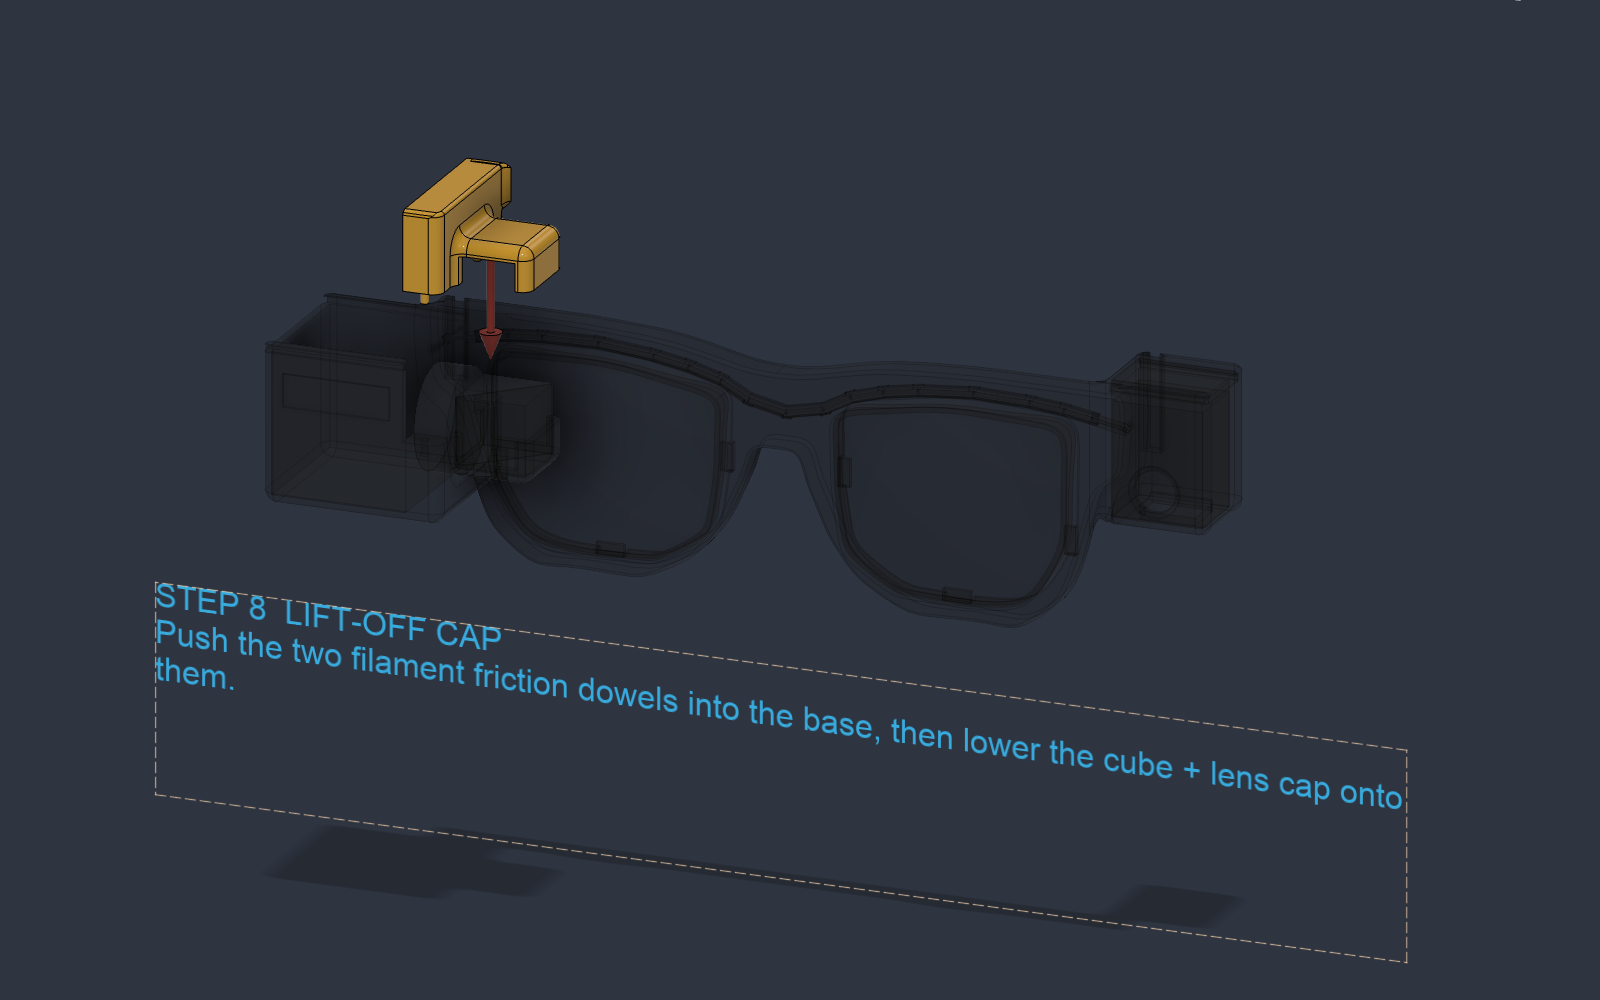 STEP 8  LIFT-OFF CAP
Push the two filament friction dowels into the base, then lower the cube + lens cap onto
them.